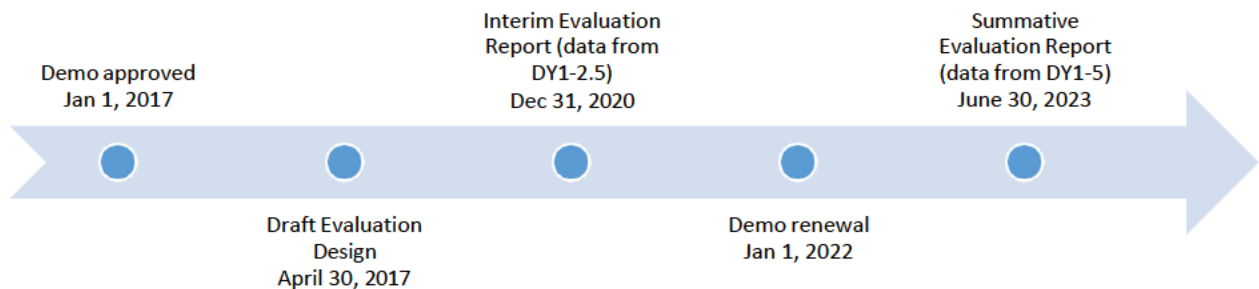 Demo approved
Jan 1, 2017
Draft Evaluation
Design
April 30, 2017
Interim Evaluation
Report (data from
DY1-2.5)
Dec 31, 2020
Demo renewal
Jan 1, 2022
Summative
Evaluation Report
(data from DY1-5)
June 30, 2023